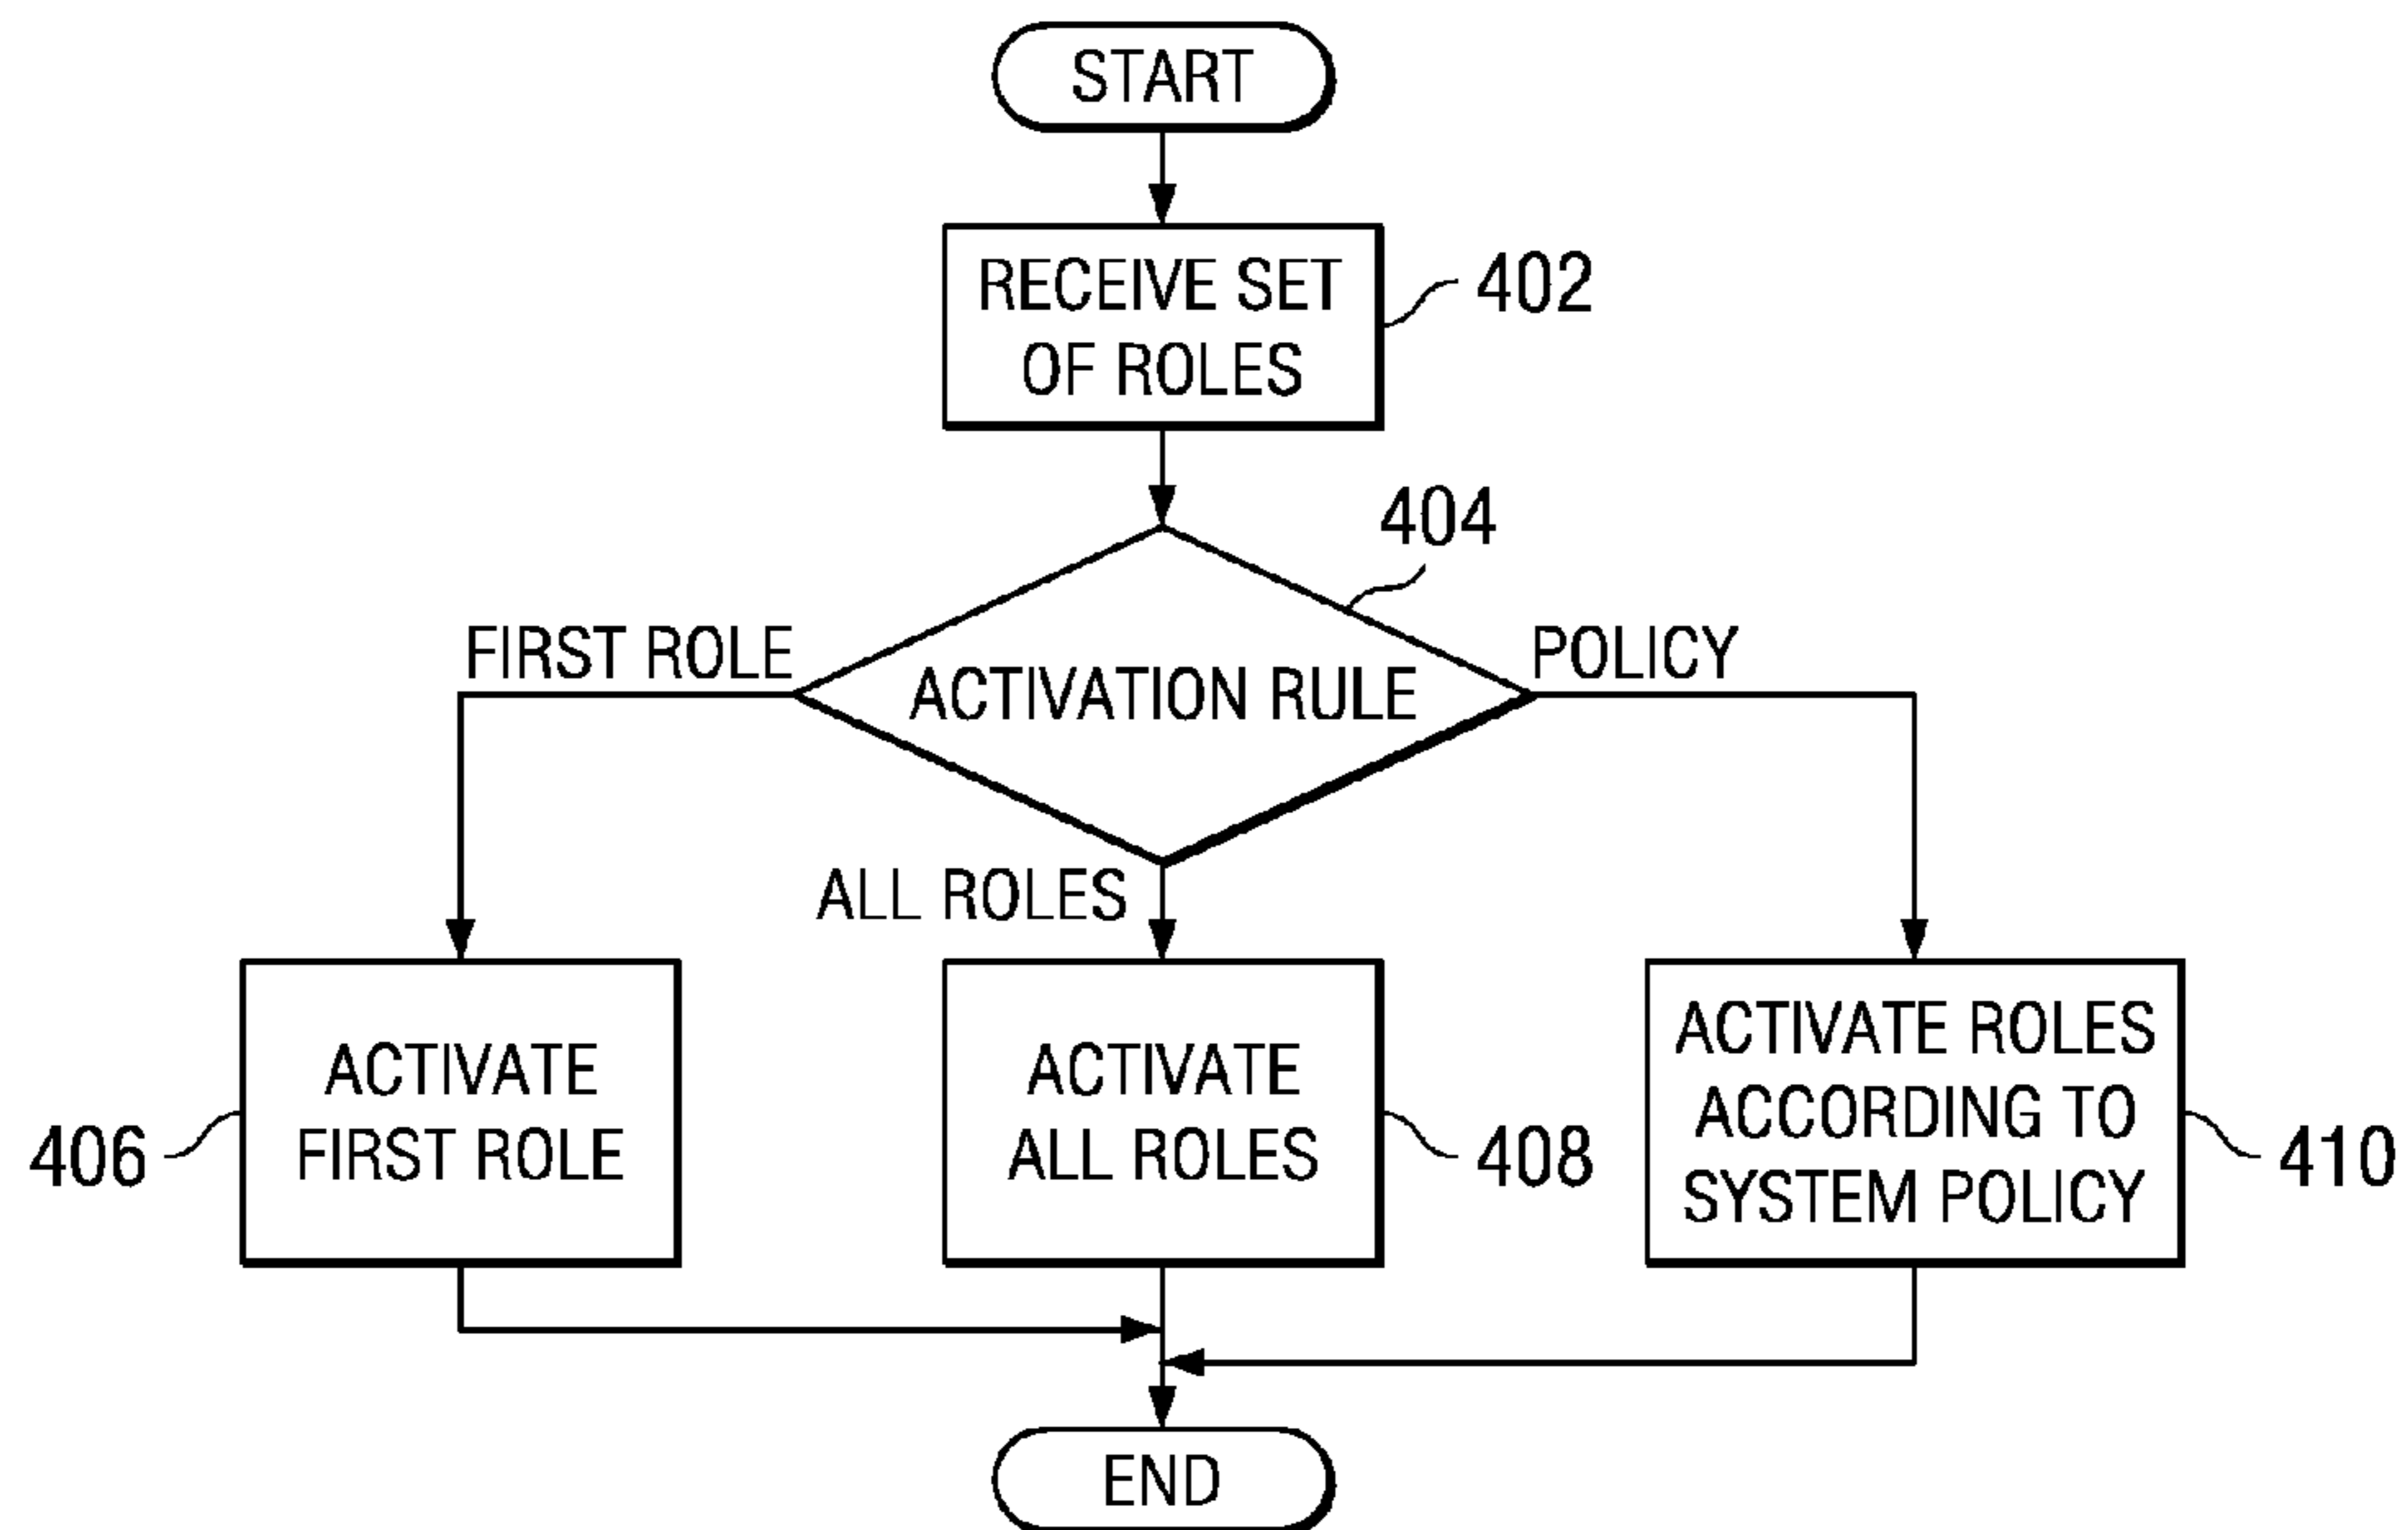 START
RECEIVE SET
OF ROLES
402
404
FIRST ROLE
ACTIVATION RULE
POLICY
ALL ROLES
ACTIVATE
FIRST ROLE
406
ACTIVATE
ALL ROLES
408
ACTIVATE ROLES
ACCORDING TO
SYSTEM POLICY
410
END